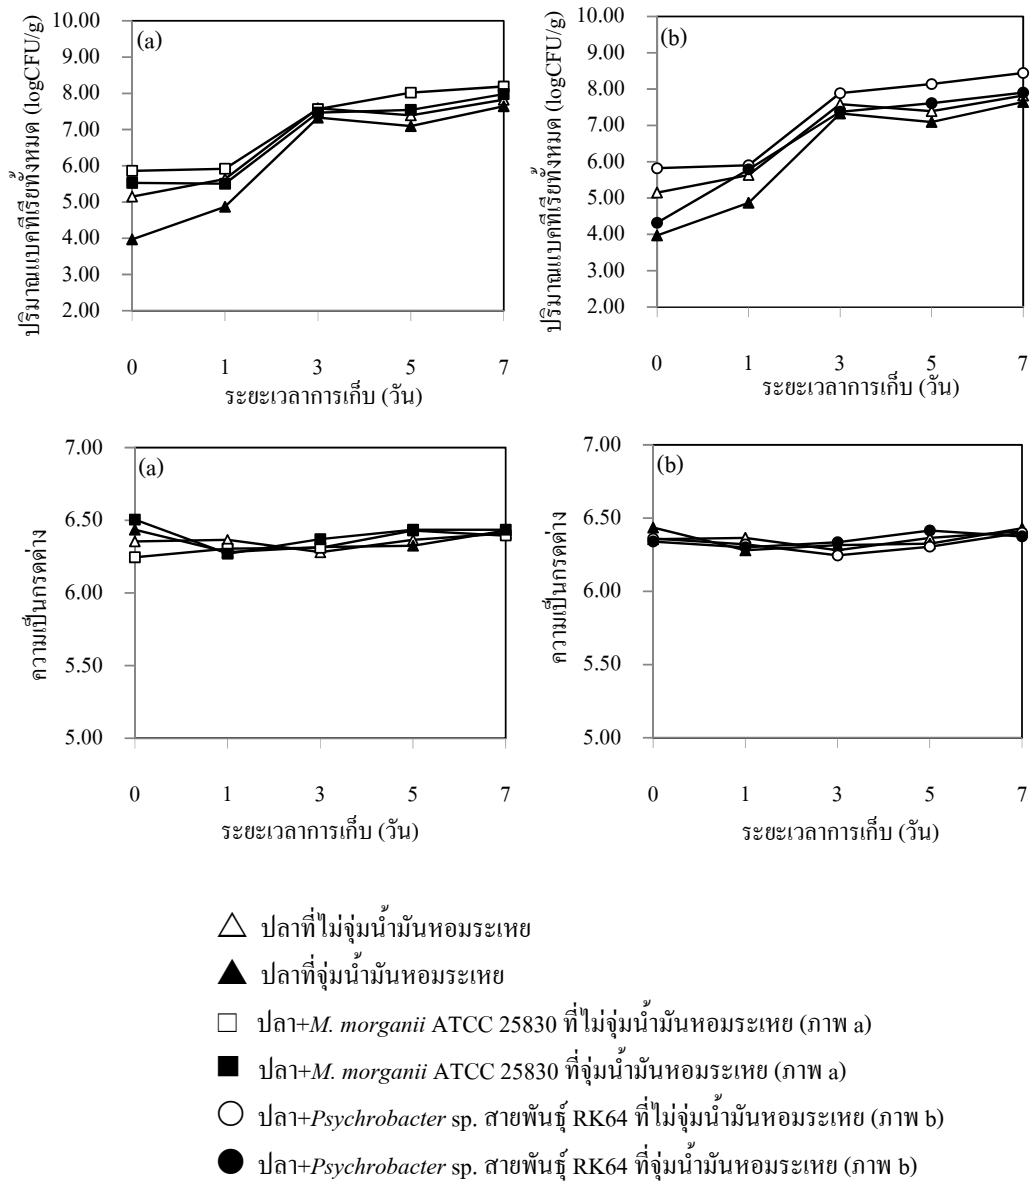 10.00
9.00
8.00
7.00
6.00
5.00
4.00
3.00
2.00
ปริมาณแบคทีเรียทั้งหมด (logCFU/g)
(a)
0 1 3 5 7
ระยะเวลาการเก็บ (วัน)
10.00
9.00
8.00
7.00
6.00
5.00
4.00
3.00
2.00
ปริมาณแบคทีเรียทั้งหมด (logCFU/g)
(b)
0 1 3 5 7
ระยะเวลาการเก็บ (วัน)
7.00
6.50
6.00
5.50
5.00
ความเป็นกรดด่าง
(a)
0 1 3 5 7
ระยะเวลาการเก็บ (วัน)
7.00
6.50
6.00
5.50
5.00
ความเป็นกรดด่าง
(b)
0 1 3 5 7
ระยะเวลาการเก็บ (วัน)
ปลาที่ไม่จุ่มน้ำมันหอมระเหย
ปลาที่จุ่มน้ำมันหอมระเหย
ปลา+M. morganii ATCC 25830 ที่ไม่จุ่มน้ำมันหอมระเหย (ภาพ a)
ปลา+M. morganii ATCC 25830 ที่จุ่มน้ำมันหอมระเหย (ภาพ a)
ปลา+Psychrobacter sp. สายพันธุ์ RK64 ที่ไม่จุ่มน้ำมันหอมระเหย (ภาพ b)
ปลา+Psychrobacter sp. สายพันธุ์ RK64 ที่จุ่มน้ำมันหอมระเหย (ภาพ b)